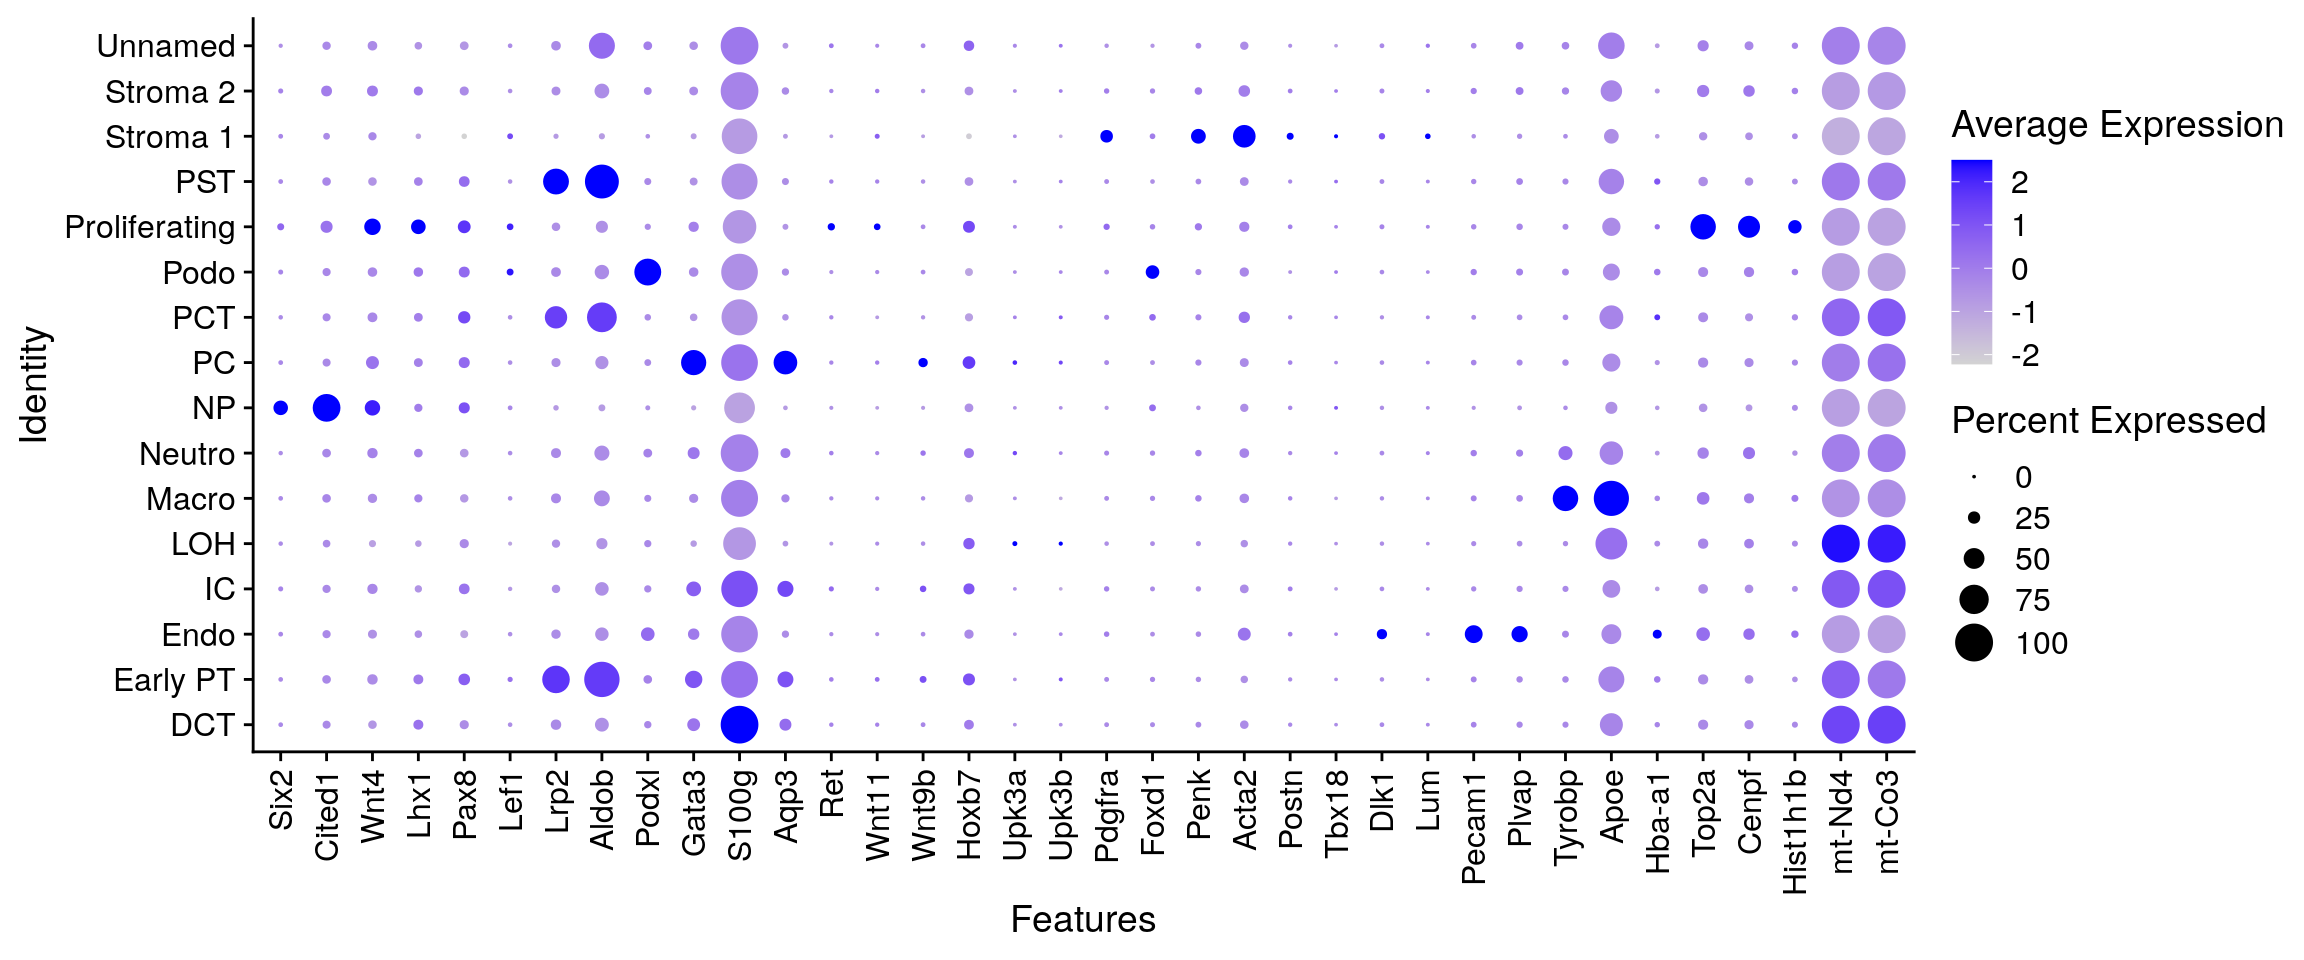 Unnamed
Stroma 2
Stroma 1
PST
Proliferating
Podo
PCT
PC
NP
Neutro
Macro
LOH
IC
Endo
Early PT
DCT
Identity
Six2
Cited1
Wnt4
Lhx1
Pax8
Lef1
Lrp2
Aldob
Podxl
Gata3
S100g
Aqp3
Ret
Wnt11
Wnt9b
Hoxb7
Upk3a
Upk3b
Pdgfra
Foxd1
Penk
Acta2
Postn
Tbx18
Dlk1
Lum
Pecam1
Plvap
Tyrobp
Apoe
Hba-a1
Top2a
Cenpf
Hist1h1b
mt-Nd4
mt-Co3
Features
Average Expression
2
1
0
-1
-2
Percent Expressed
0
25
50
75
100